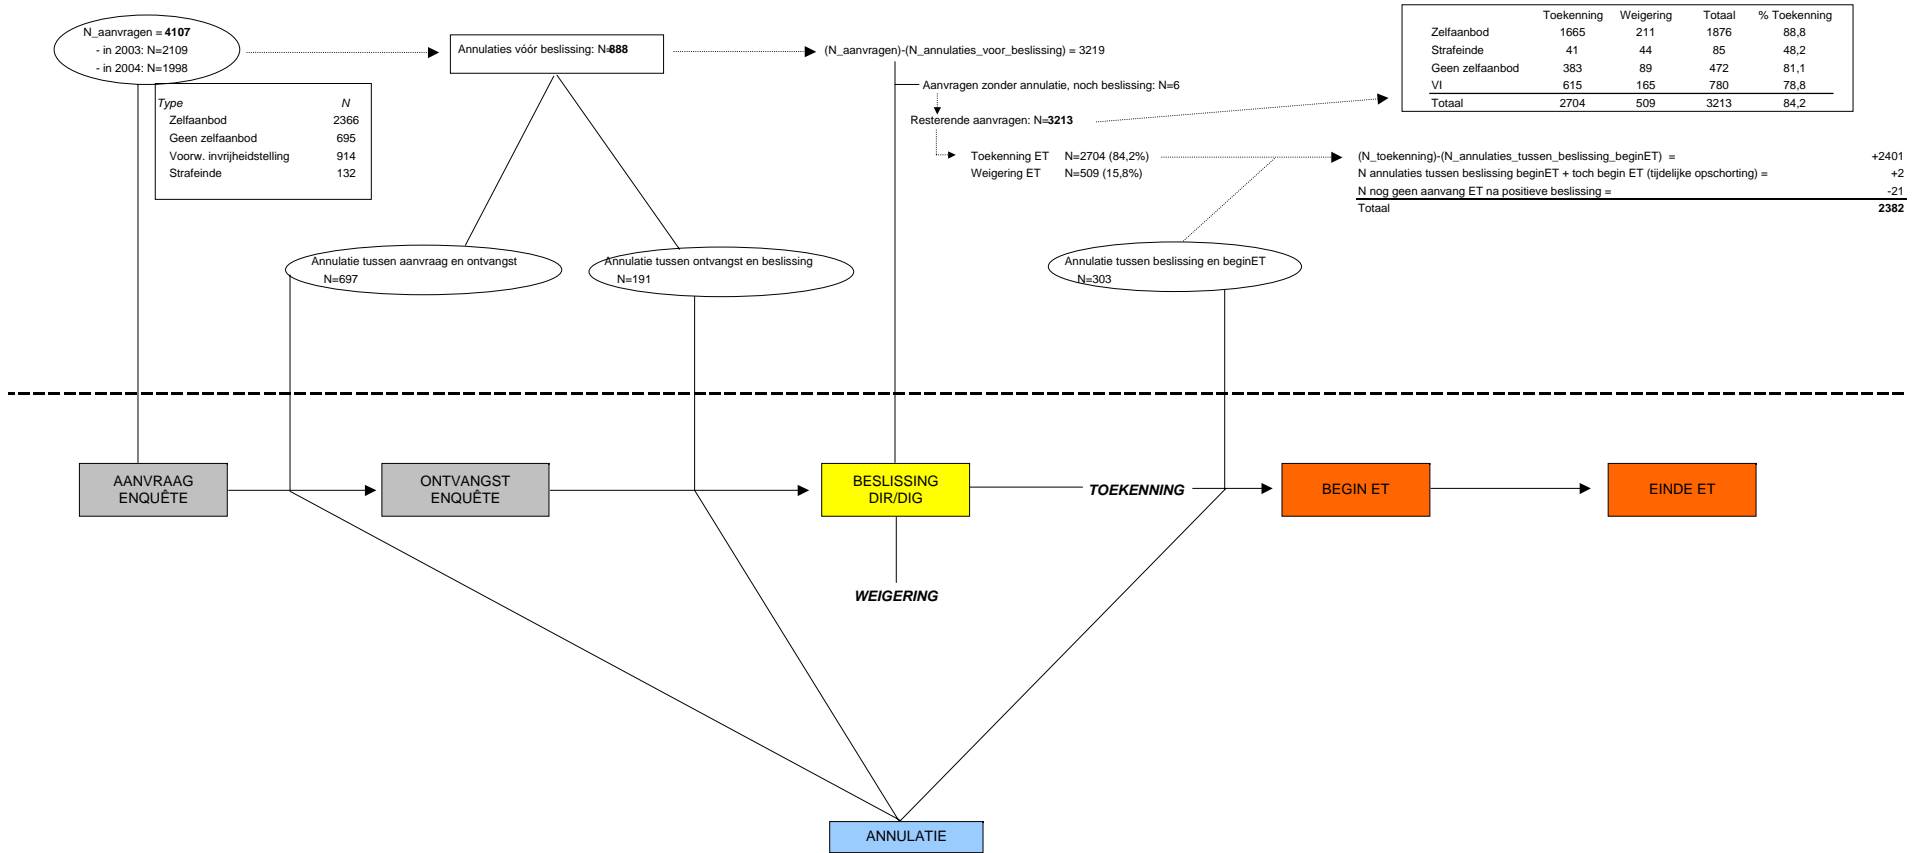 N_aanvragen = 4107
- in 2003: N=2109
- in 2004: N=1998
Type N
Zelfaanbod 2366
Geen zelfaanbod 695
Voorw. invrijheidstelling 914
Strafeinde 132
Annulaties vóór beslissing: N=888
(N_aanvragen)-(N_annulaties_voor_beslissing) = 3219
Aanvragen zonder annulatie, noch beslissing: N=6
Resterende aanvragen: N=3213
Toekenning ET N=2704 (84,2%)
Weigering ET N=509 (15,8%)
Toekenning Weigering Totaal % Toekenning
Zelfaanbod 1665 211 1876 88,8
Strafeinde 41 44 85 48,2
Geen zelfaanbod 383 89 472 81,1
VI 615 165 780 78,8
Totaal 2704 509 3213 84,2
(N_toekenning)-(N_annulaties_tussen_beslissing_beginET) = +2401
N annulaties tussen beslissing beginET + toch begin ET (tijdelijke opschorting) = +2
N nog geen aanvang ET na positieve beslissing = -21
Totaal 2382
Annulatie tussen aanvraag en ontvangst
N=697
Annulatie tussen ontvangst en beslissing
N=191
Annulatie tussen beslissing en beginET
N=303
AANVRAAG
ENQUÊTE
ONTVANGST
ENQUÊTE
BESLISSING
DIR/DIG
TOEKENNING
BEGIN ET
EINDE ET
WEIGERING
ANNULATIE